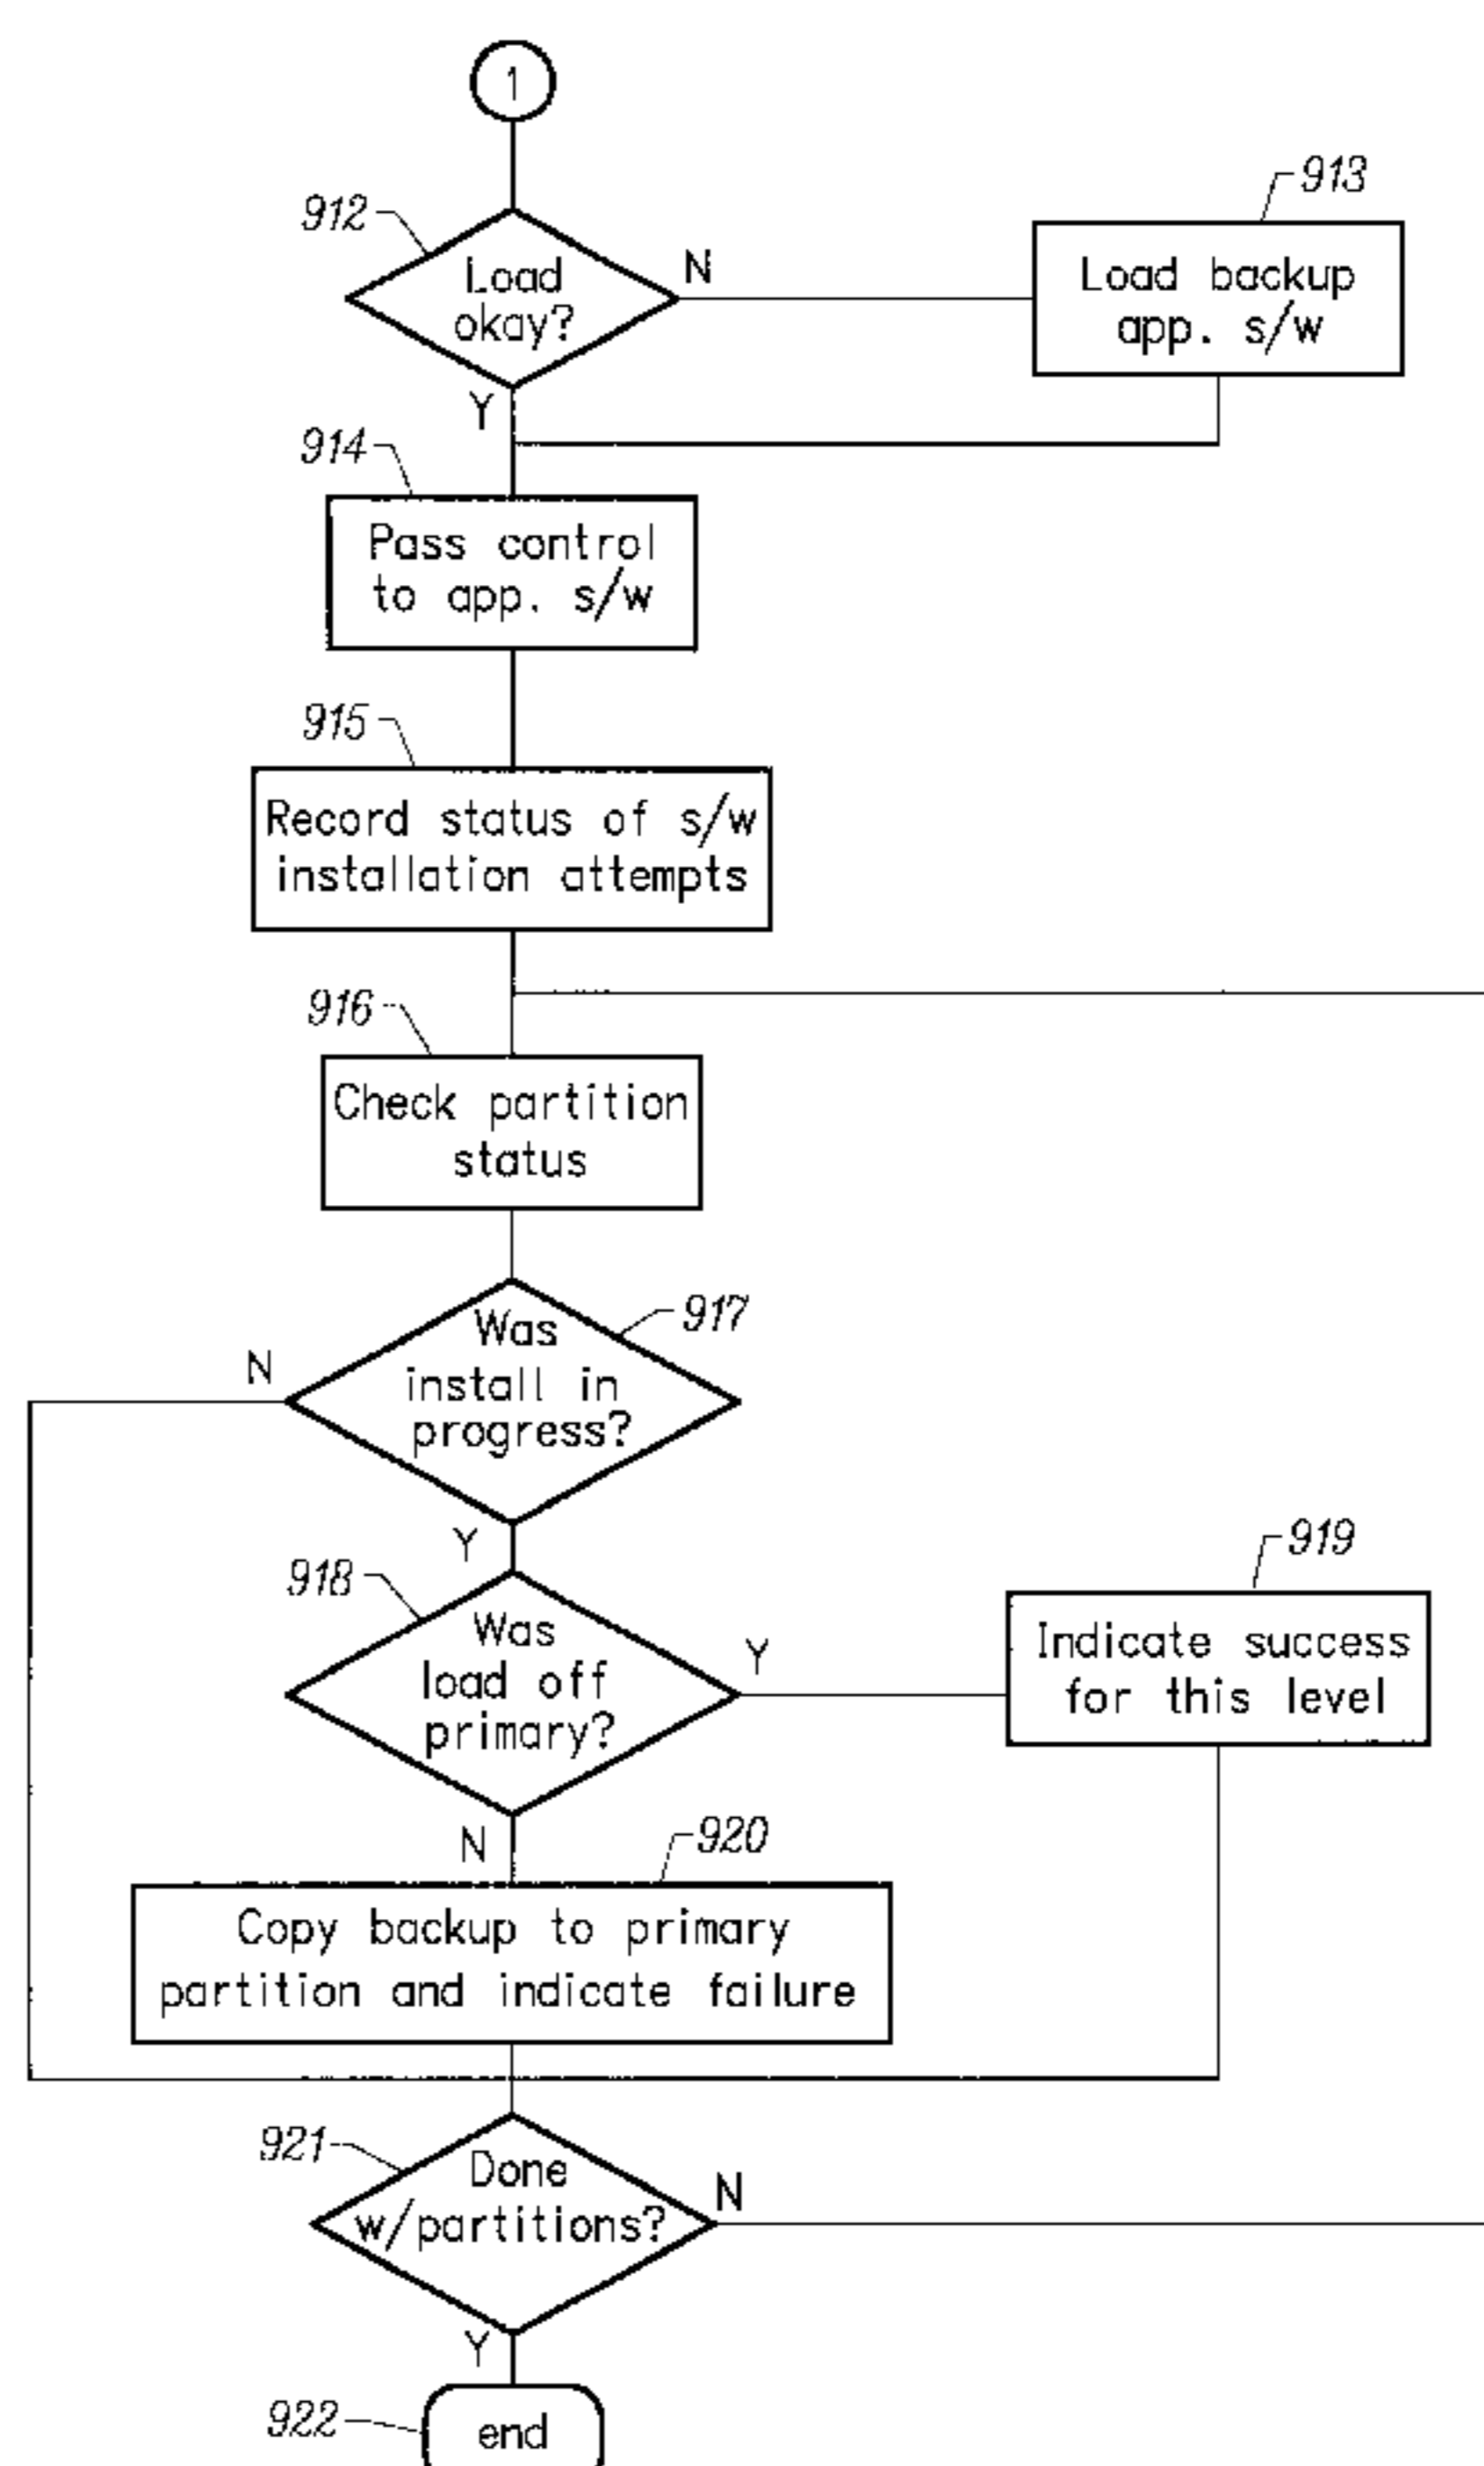 1
912
Load
okay?
N
913
Load backup
app. s/w
Y
914
Pass control
to app. s/w
915
Record status of s/w
installation attempts
916
Check partition
status
917
Was
install in
progress?
N
Y
918
Was
load off
primary?
Y
919
Indicate success
for this level
N
920
Copy backup to primary
partition and indicate failure
921
Done
w/partitions?
N
Y
922
end